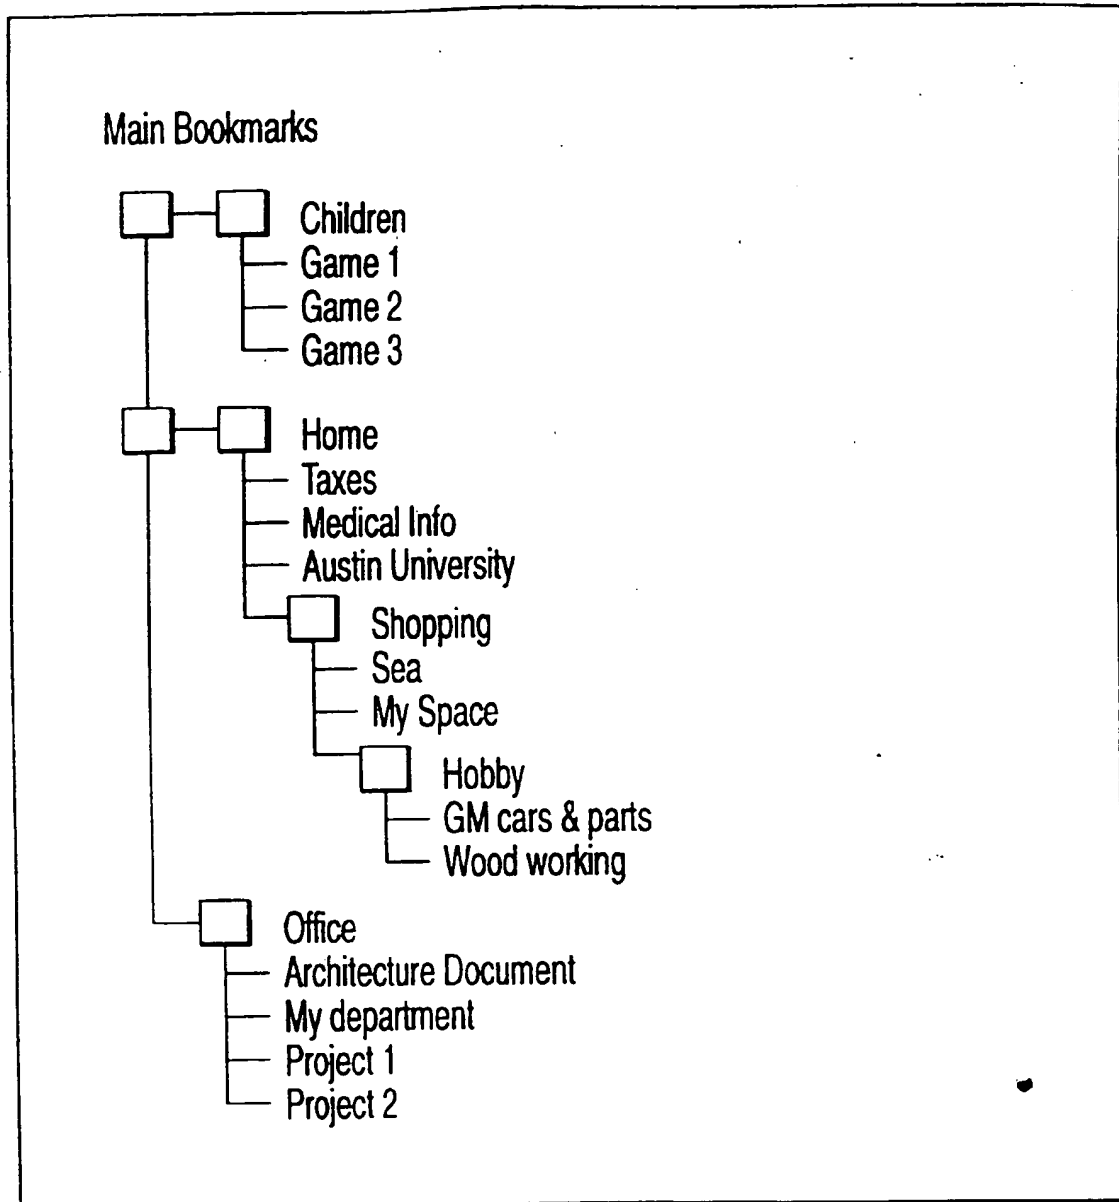 Main Bookmarks
Children
Game 1
Game 2
Game 3
Home
Taxes
Medical Info
Austin University
Shopping
Sea
My Space
Hobby
GM cars & parts
Wood working
Office
Architecture Document
My department
Project 1
Project 2